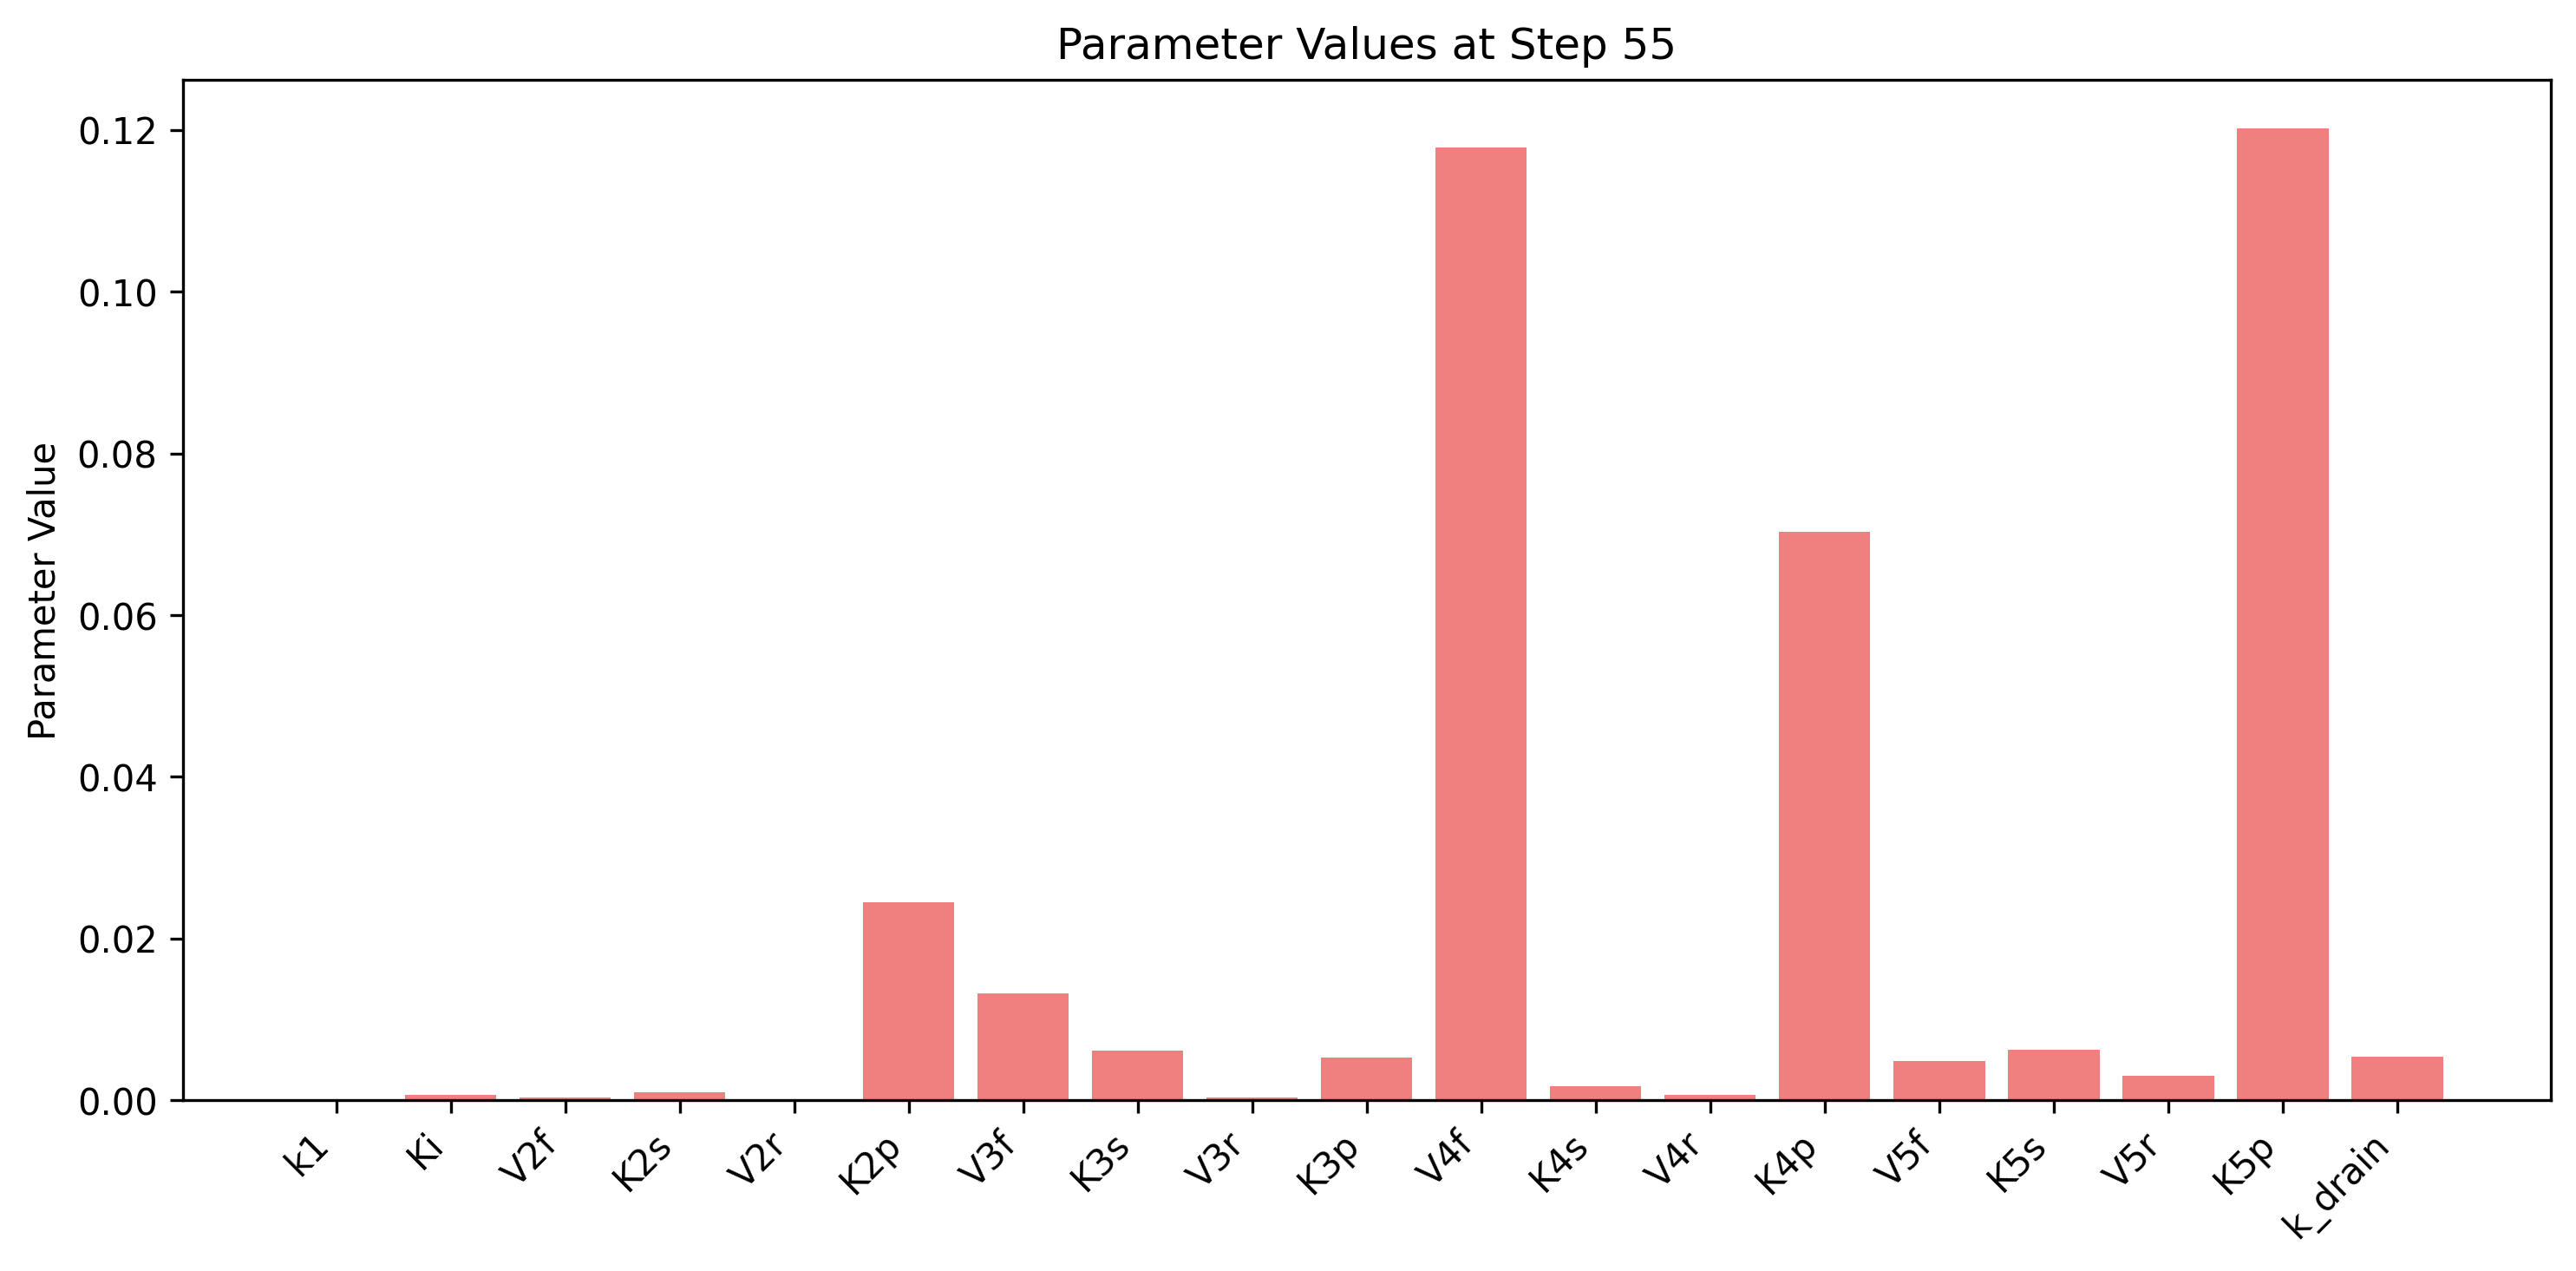 Parameter Values at Step 55
Parameter Value
0.12
0.10
0.08
0.06
0.04
0.02
0.00
k1
Ki
V2f
K2s
V2r
K2p
V3f
K3s
V3r
K3p
V4f
K4s
V4r
K4p
V5f
K5s
V5r
K5p
k_drain